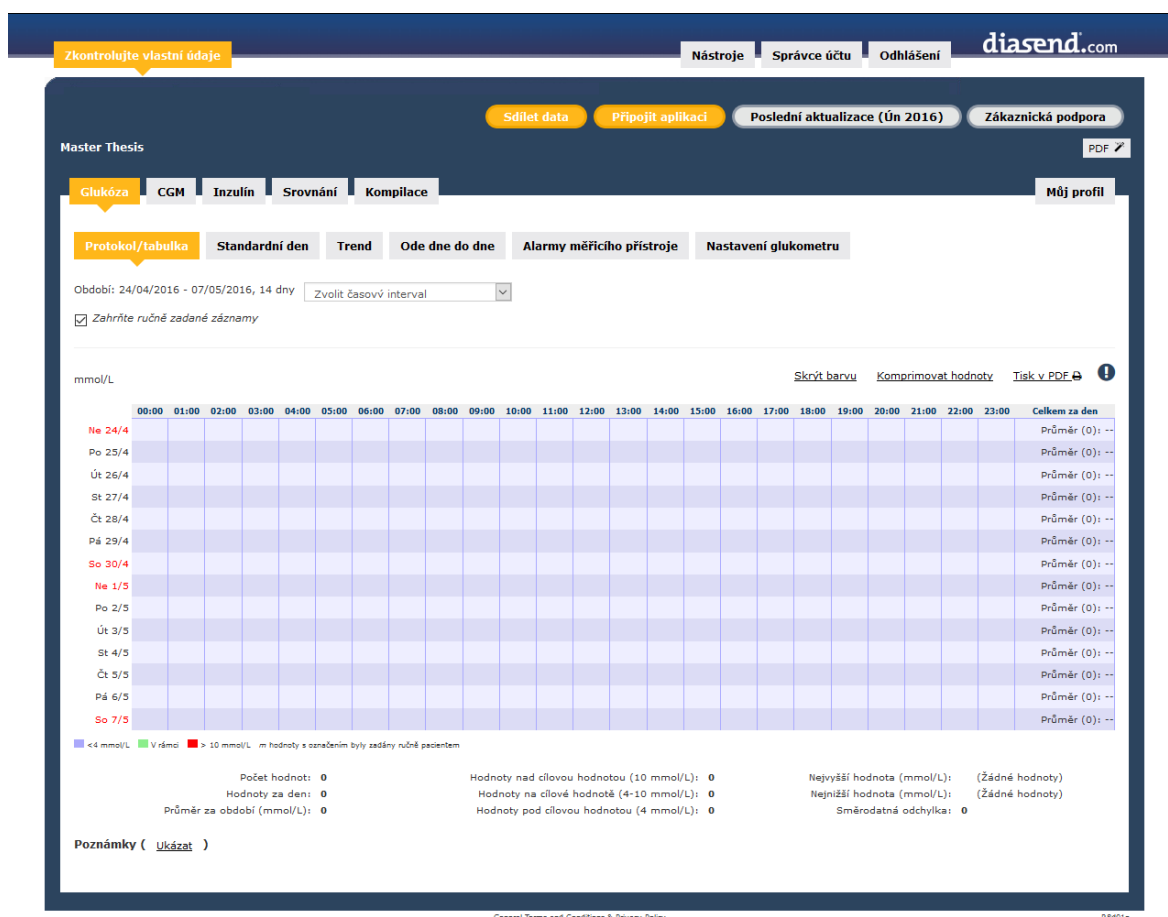 diasend.com
Zkontrolujte vlastní údaje Nástroje Správce účtu Odhlášení
Sdílet data Připojit aplikaci Poslední aktualizace (Ún 2016) Zákaznická podpora
Master Thesis PDF
Glukóza CGM Inzulín Srovnání Kompilace Můj profil
Protokol/tabulka Standardní den Trend Ode dne do dne Alarmy měřicího přístroje Nastavení glukometru
Období: 24/04/2016 - 07/05/2016, 14 dny Zvolit časový interval
Zahrňte ručně zadané záznamy
mmol/L Skrýt barvu Komprimovat hodnoty Tisk v PDF
00:00 01:00 02:00 03:00 04:00 05:00 06:00 07:00 08:00 09:00 10:00 11:00 12:00 13:00 14:00 15:00 16:00 17:00 18:00 19:00 20:00 21:00 22:00 23:00 Celkem za den
Ne 24/4 Průměr (0): --
Po 25/4 Průměr (0): --
Út 26/4 Průměr (0): --
St 27/4 Průměr (0): --
Čt 28/4 Průměr (0): --
Pá 29/4 Průměr (0): --
So 30/4 Průměr (0): --
Ne 1/5 Průměr (0): --
Po 2/5 Průměr (0): --
Út 3/5 Průměr (0): --
St 4/5 Průměr (0): --
Čt 5/5 Průměr (0): --
Pá 6/5 Průměr (0): --
So 7/5 Průměr (0): --
<4 mmol/L V rámci > 10 mmol/L m hodnoty s označením byly zadány ručně pacientem
Počet hodnot: 0 Hodnoty nad cílovou hodnotou (10 mmol/L): 0 Nejvyšší hodnota (mmol/L): (Žádné hodnoty)
Hodnoty za den: 0 Hodnoty na cílové hodnotě (4-10 mmol/L): 0 Nejnižší hodnota (mmol/L): (Žádné hodnoty)
Průměr za období (mmol/L): 0 Hodnoty pod cílovou hodnotou (4 mmol/L): 0 Směrodatná odchylka: 0
Poznámky ( Ukázat )
General Terms and Conditions & Privacy Policy